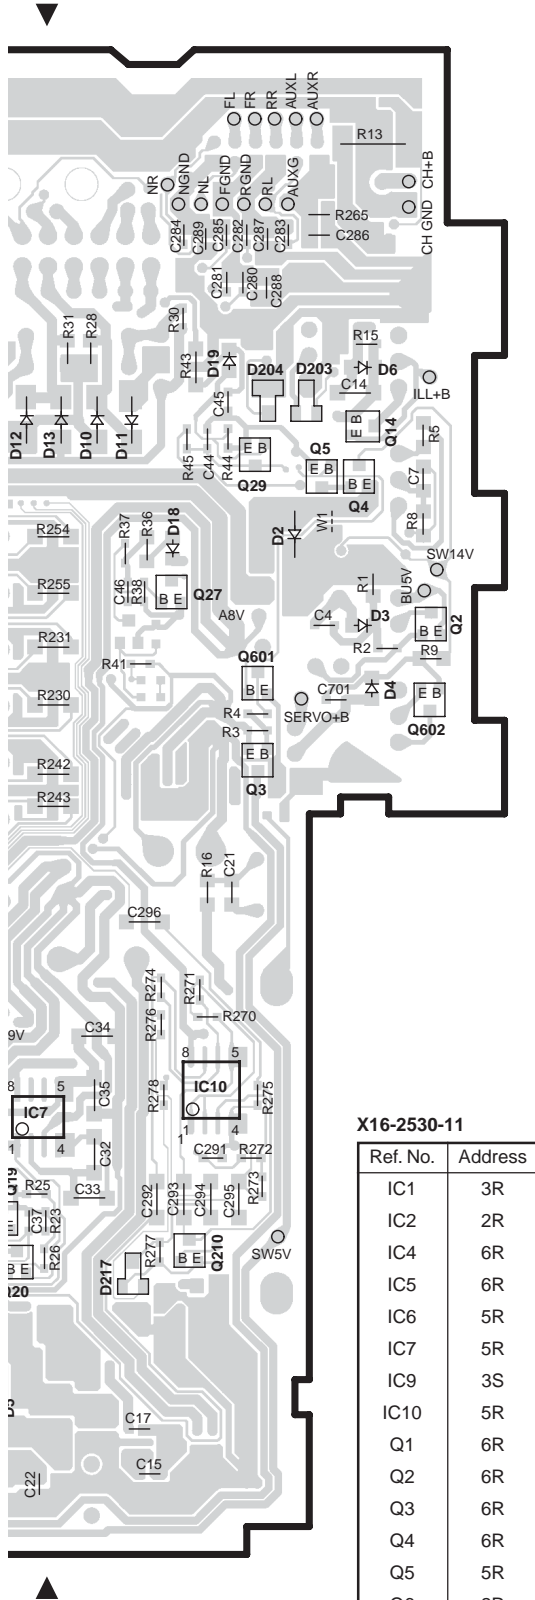 FL FR RR AUXL AUXR
R13
CH+B
NR NGND NL FGND RGND RL AUXG
CH GND
R265
C286
C284 C289 C285 C282 C287 C283
C281 C280 C288
R31 R28 R30
R43 D19 R15
D204 D203 D6
ILL+B
C45 C14
D12 D13 D10 D11
E B Q14 R5
R45 C44 R44 E B Q5
E B B E C7
Q29 Q4
R254 R37 R36 D18 D2 W1 R8
SW14V
R255 C46 R38 B E Q27 R1 BU5V
A8V C4 D3 B E Q2
R231
R41 Q601 R2 R9
B E D4
R230 R4 SERVO+B C701 E B
R3 Q602
E B
R242 Q3
R243
R16 C21
C296
R274 R271
R276 R270
9V C34
8 5 8 5
IC7 C35 R278 IC10 R275
1 4 1 4
1
C32 C291 R272
Q19 R25 C33 C292 C293 C294 C295 R273
C37 R23
R26 R277 B E Q210 SW5V
B E
Q20 D217
C17
C15
C22
X16-2530-11
Ref. No. Address
IC1 3R
IC2 2R
IC4 6R
IC5 6R
IC6 5R
IC7 5R
IC9 3S
IC10 5R
Q1 6R
Q2 6R
Q3 6R
Q4 6R
Q5 5R